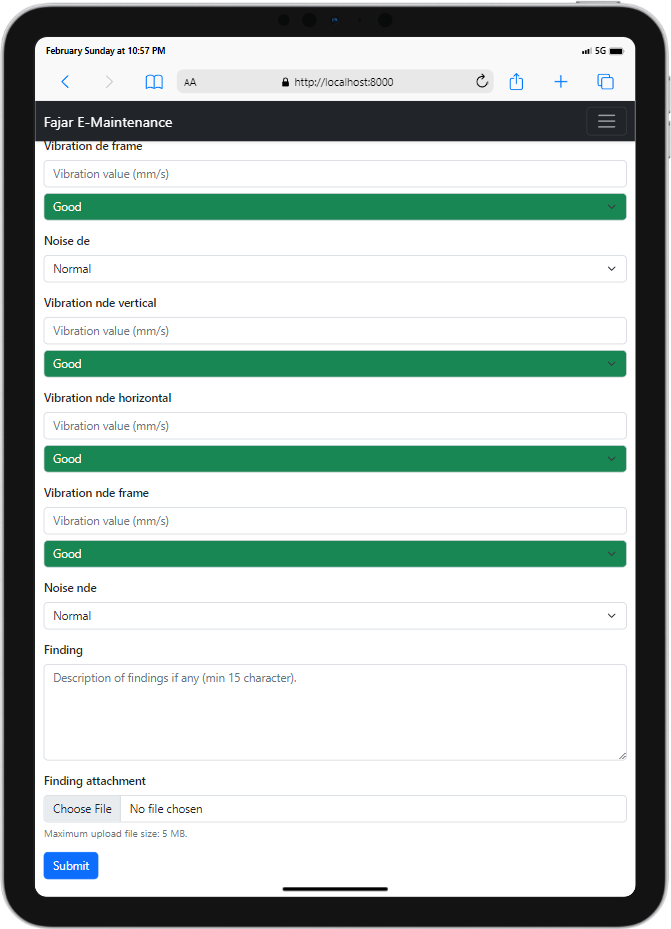 February Sunday at 10:57 PM
5G
AA
http://localhost:8000
Fajar E-Maintenance
Vibration de frame
Vibration value (mm/s)
Good
Noise de
Normal
Vibration nde vertical
Vibration value (mm/s)
Good
Vibration nde horizontal
Vibration value (mm/s)
Good
Vibration nde frame
Vibration value (mm/s)
Good
Noise nde
Normal
Finding
Description of findings if any (min 15 character).
Finding attachment
Choose File No file chosen
Maximum upload file size: 5 MB.
Submit